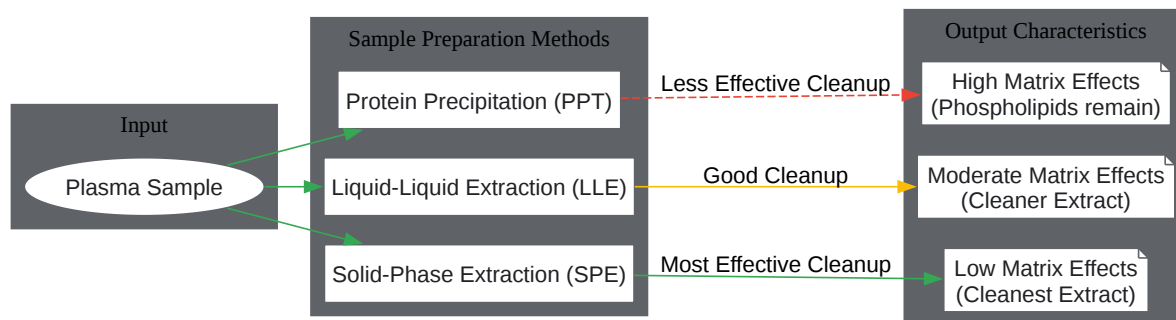 Input
Plasma Sample
Sample Preparation Methods
Protein Precipitation (PPT)
Liquid-Liquid Extraction (LLE)
Solid-Phase Extraction (SPE)
Less Effective Cleanup
Good Cleanup
Most Effective Cleanup
Output Characteristics
High Matrix Effects
(Phospholipids remain)
Moderate Matrix Effects
(Cleaner Extract)
Low Matrix Effects
(Cleanest Extract)